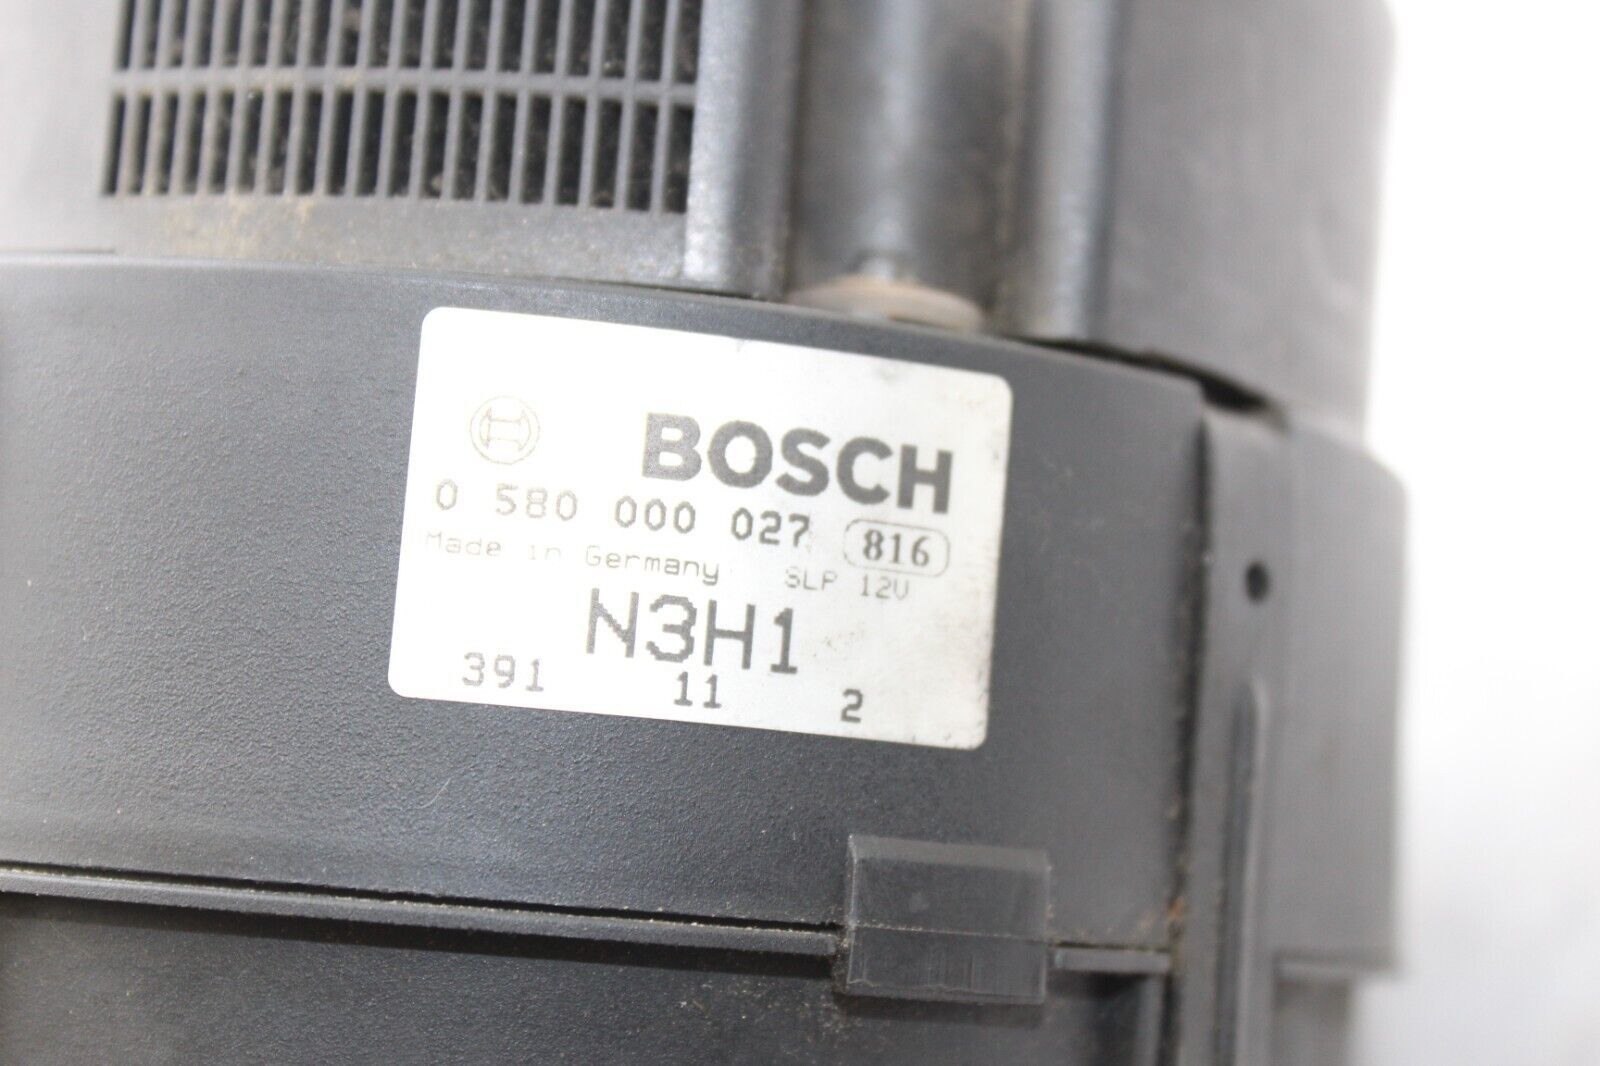 BOSCH
0 580 000 027 816
Made in Germany SLP 12V
N3H1
391 11 2